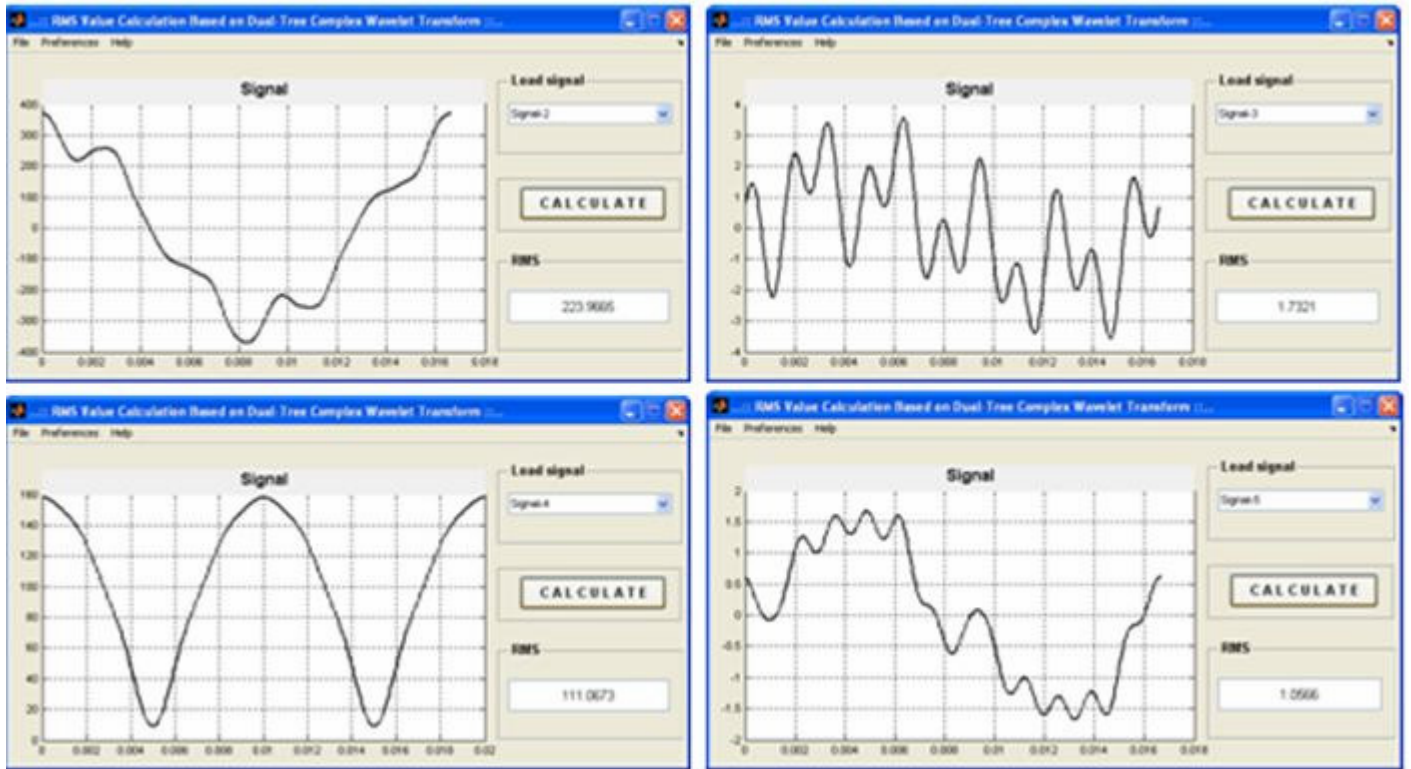 ..:: RMS Value Calculation Based on Dual-Tree Complex Wavelet Transform ::...
File Preferences Help
Signal
400
300
200
100
0
-100
-200
-300
-400
0 0.002 0.004 0.006 0.008 0.01 0.012 0.014 0.016 0.018
Load signal
Signal-2
CALCULATE
RMS
223.9665
..:: RMS Value Calculation Based on Dual-Tree Complex Wavelet Transform ::...
File Preferences Help
Signal
4
3
2
1
0
-1
-2
-3
-4
0 0.002 0.004 0.006 0.008 0.01 0.012 0.014 0.016 0.018
Load signal
Signal-3
CALCULATE
RMS
1.7321
..:: RMS Value Calculation Based on Dual-Tree Complex Wavelet Transform ::...
File Preferences Help
Signal
160
140
120
100
80
60
40
20
0
0 0.002 0.004 0.006 0.008 0.01 0.012 0.014 0.016 0.018 0.02
Load signal
Signal-4
CALCULATE
RMS
111.0673
..:: RMS Value Calculation Based on Dual-Tree Complex Wavelet Transform ::...
File Preferences Help
Signal
2
1.5
1
0.5
0
-0.5
-1
-1.5
-2
0 0.002 0.004 0.006 0.008 0.01 0.012 0.014 0.016 0.018
Load signal
Signal-5
CALCULATE
RMS
1.0566